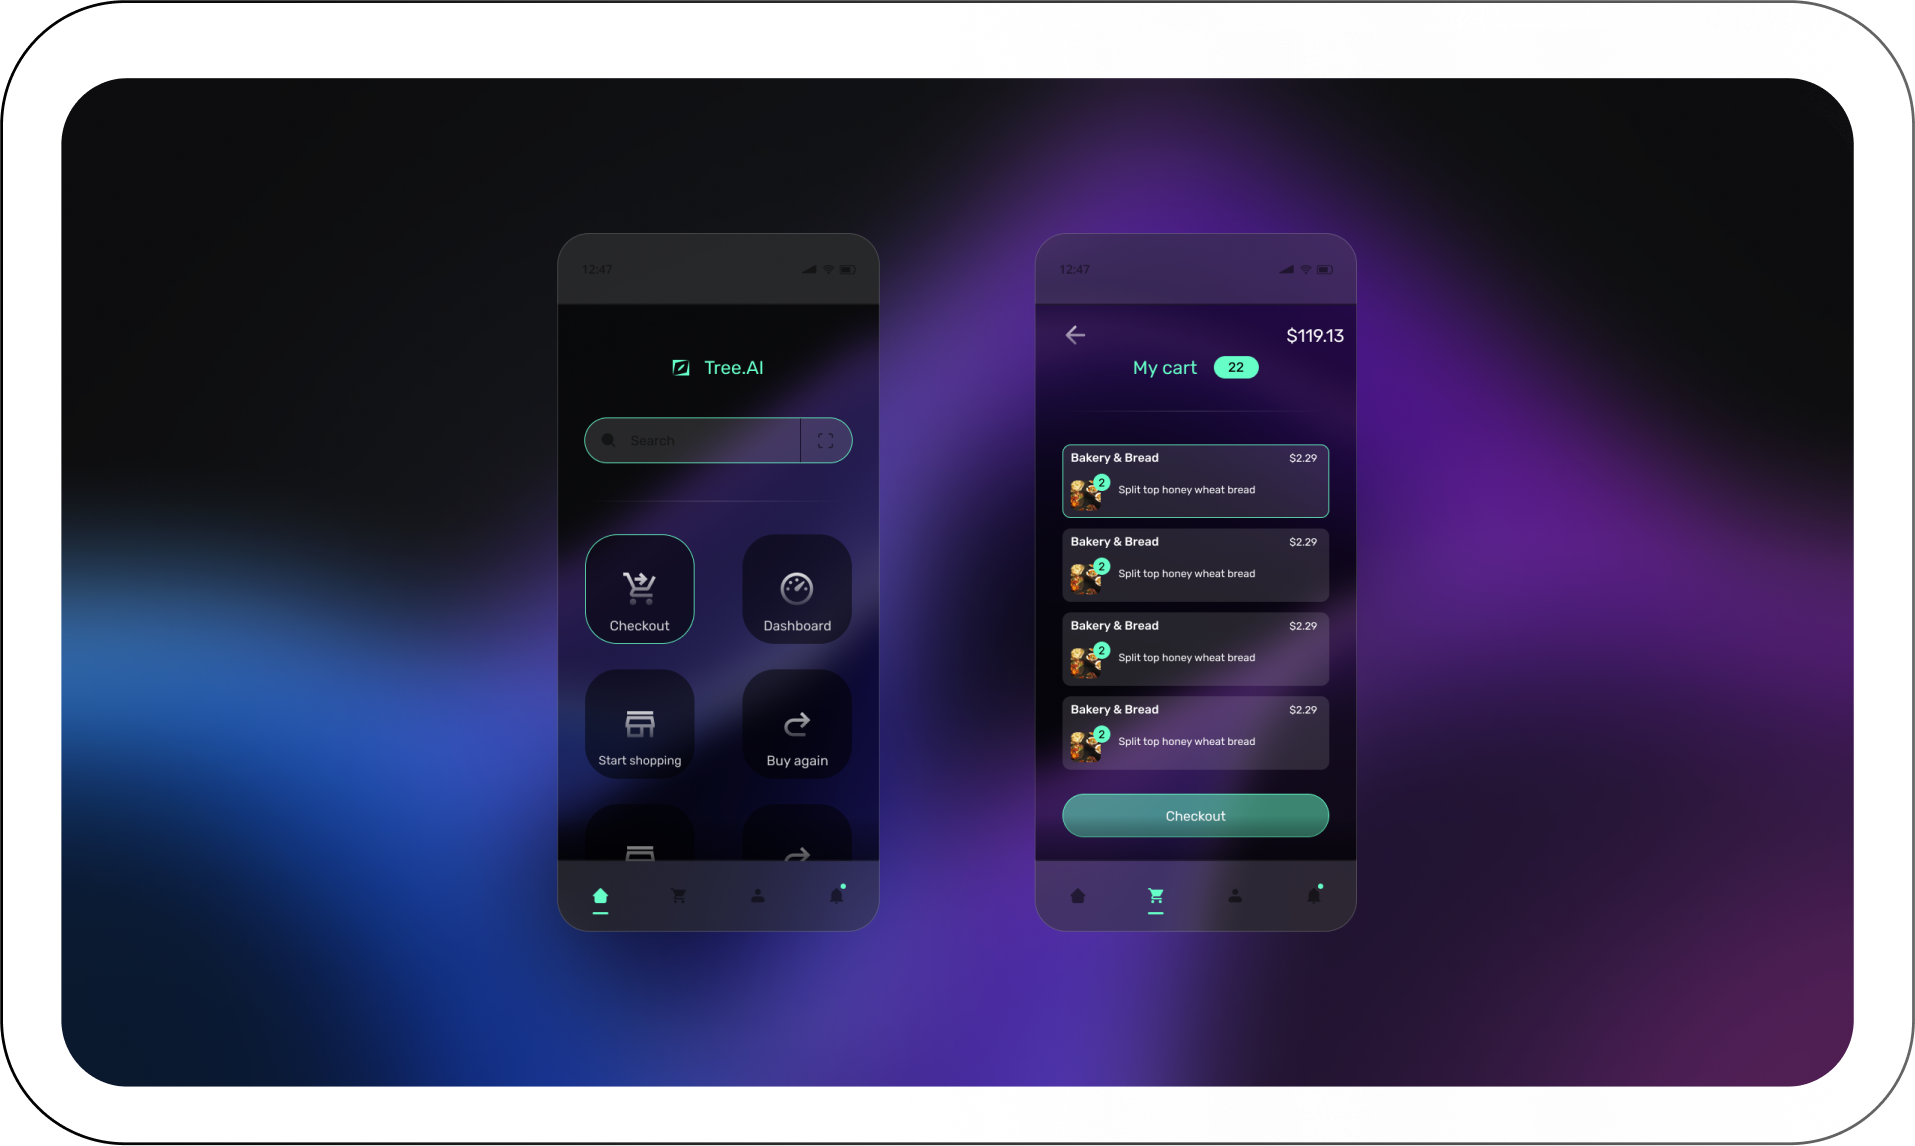 12:47
Tree.AI
Search
Checkout
Dashboard
Start shopping
Buy again
12:47
$119.13
My cart 22
Bakery & Bread $2.29
2 Split top honey wheat bread
Bakery & Bread $2.29
2 Split top honey wheat bread
Bakery & Bread $2.29
2 Split top honey wheat bread
Bakery & Bread $2.29
2 Split top honey wheat bread
Checkout